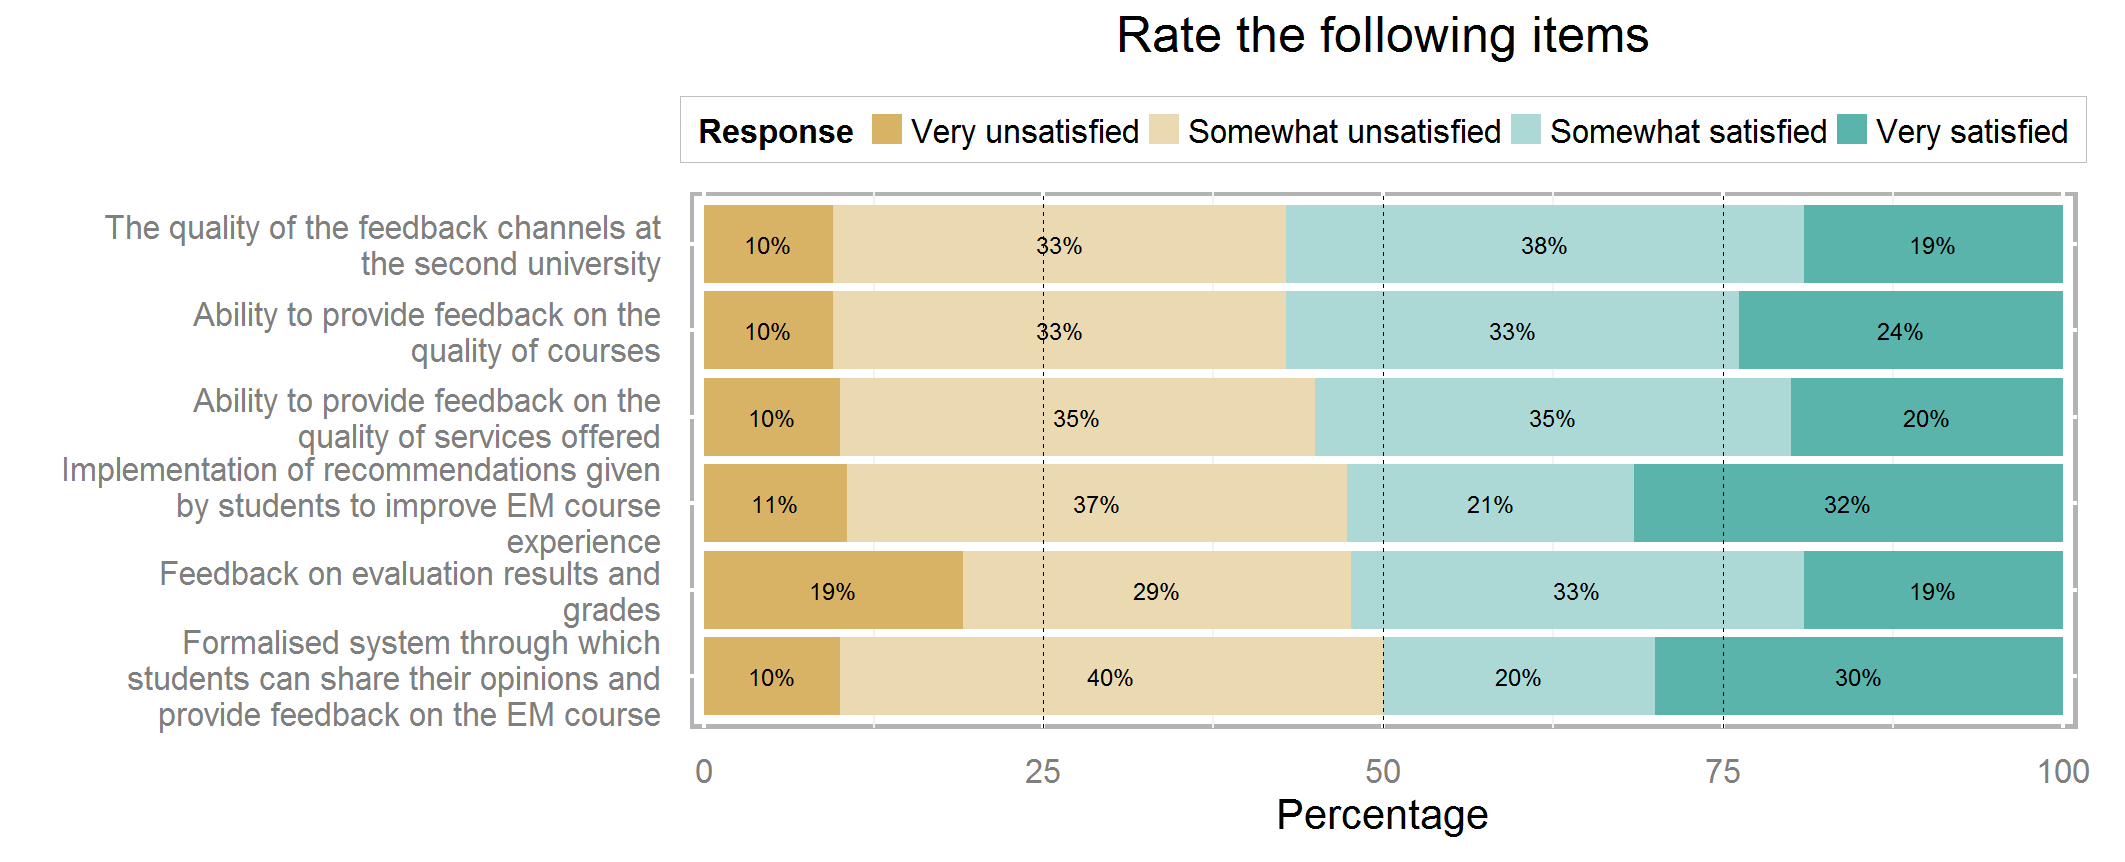 Rate the following items
Response Very unsatisfied Somewhat unsatisfied Somewhat satisfied Very satisfied
The quality of the feedback channels at
the second university
10% 33% 38% 19%
Ability to provide feedback on the
quality of courses
10% 33% 33% 24%
Ability to provide feedback on the
quality of services offered
10% 35% 35% 20%
Implementation of recommendations given
by students to improve EM course
experience
11% 37% 21% 32%
Feedback on evaluation results and
grades
19% 29% 33% 19%
Formalised system through which
students can share their opinions and
provide feedback on the EM course
10% 40% 20% 30%
0 25 50 75 100
Percentage